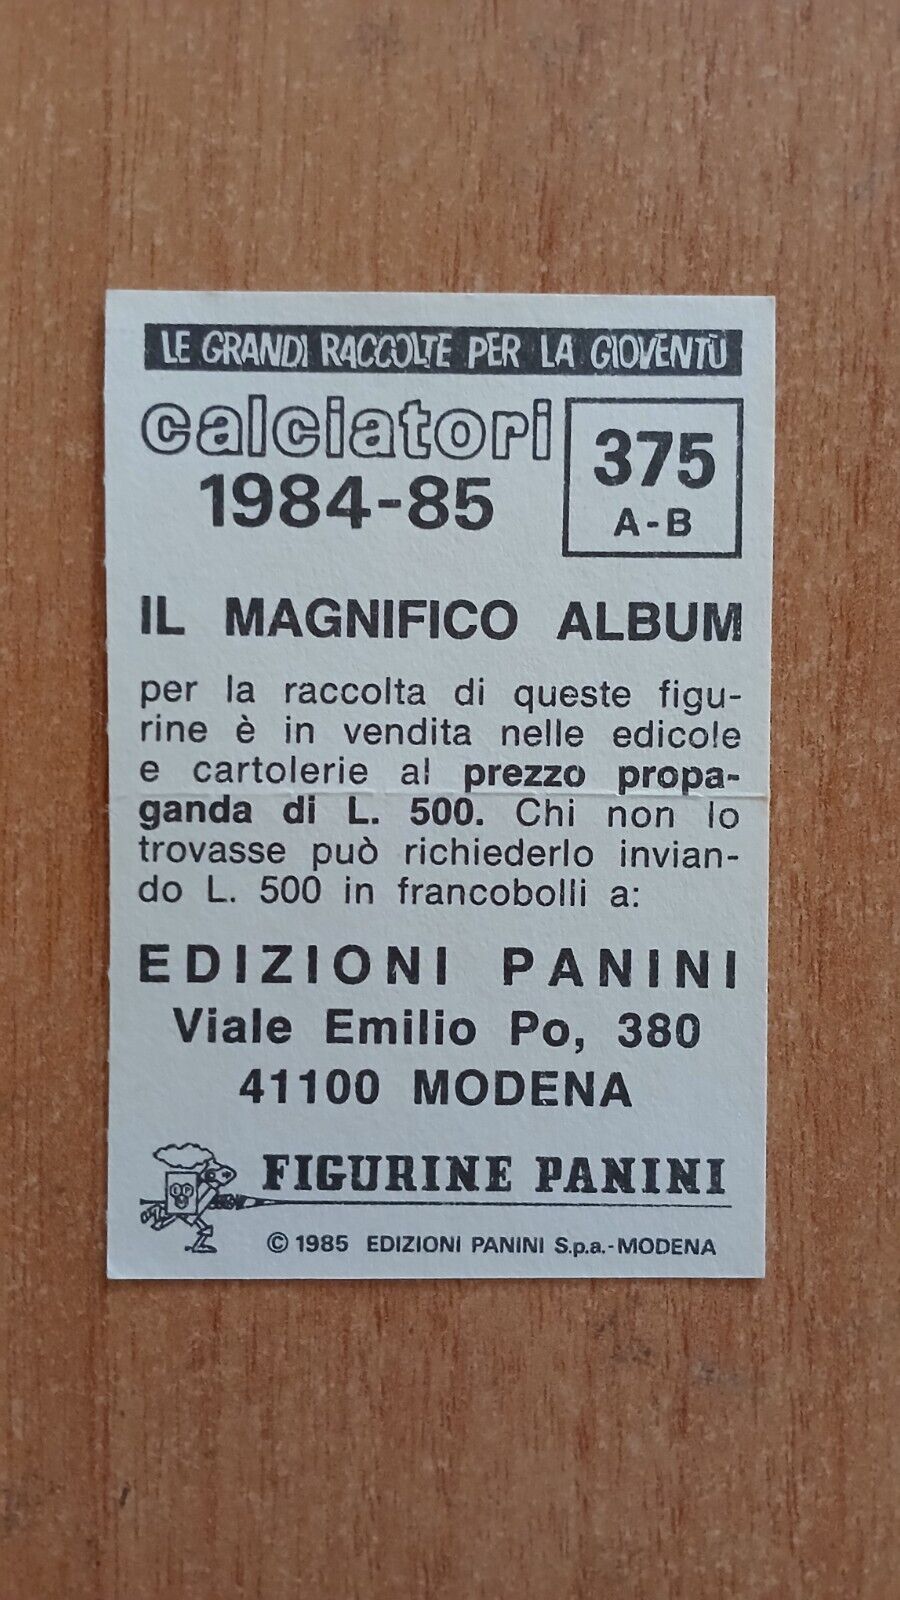 LE GRANDI RACCOLTE PER LA GIOVENTÙ
calciatori
1984-85
375
A-B
IL MAGNIFICO ALBUM
per la raccolta di queste figu-
rine è in vendita nelle edicole
e cartolerie al prezzo propa-
ganda di L. 500. Chi non lo
trovasse può richiederlo invian-
do L. 500 in francobolli a:
EDIZIONI PANINI
Viale Emilio Po, 380
41100 MODENA
FIGURINE PANINI
© 1985 EDIZIONI PANINI S.p.a.-MODENA